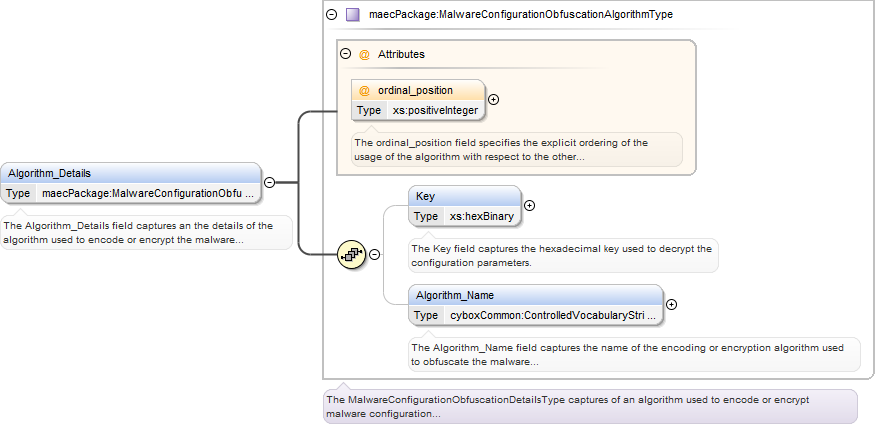 maecPackage:MalwareConfigurationObfuscationAlgorithmType
@ Attributes
@ ordinal_position
Type xs:positiveInteger
The ordinal_position field specifies the explicit ordering of the
usage of the algorithm with respect to the other...
Algorithm_Details
Type maecPackage:MalwareConfigurationObfu ...
The Algorithm_Details field captures an the details of the
algorithm used to encode or encrypt the malware...
Key
Type xs:hexBinary
The Key field captures the hexadecimal key used to decrypt the
configuration parameters.
Algorithm_Name
Type cyboxCommon:ControlledVocabularyStri ...
The Algorithm_Name field captures the name of the encoding or encryption algorithm used
to obfuscate the malware...
The MalwareConfigurationObfuscationDetailsType captures of an algorithm used to encode or encrypt
malware configuration...